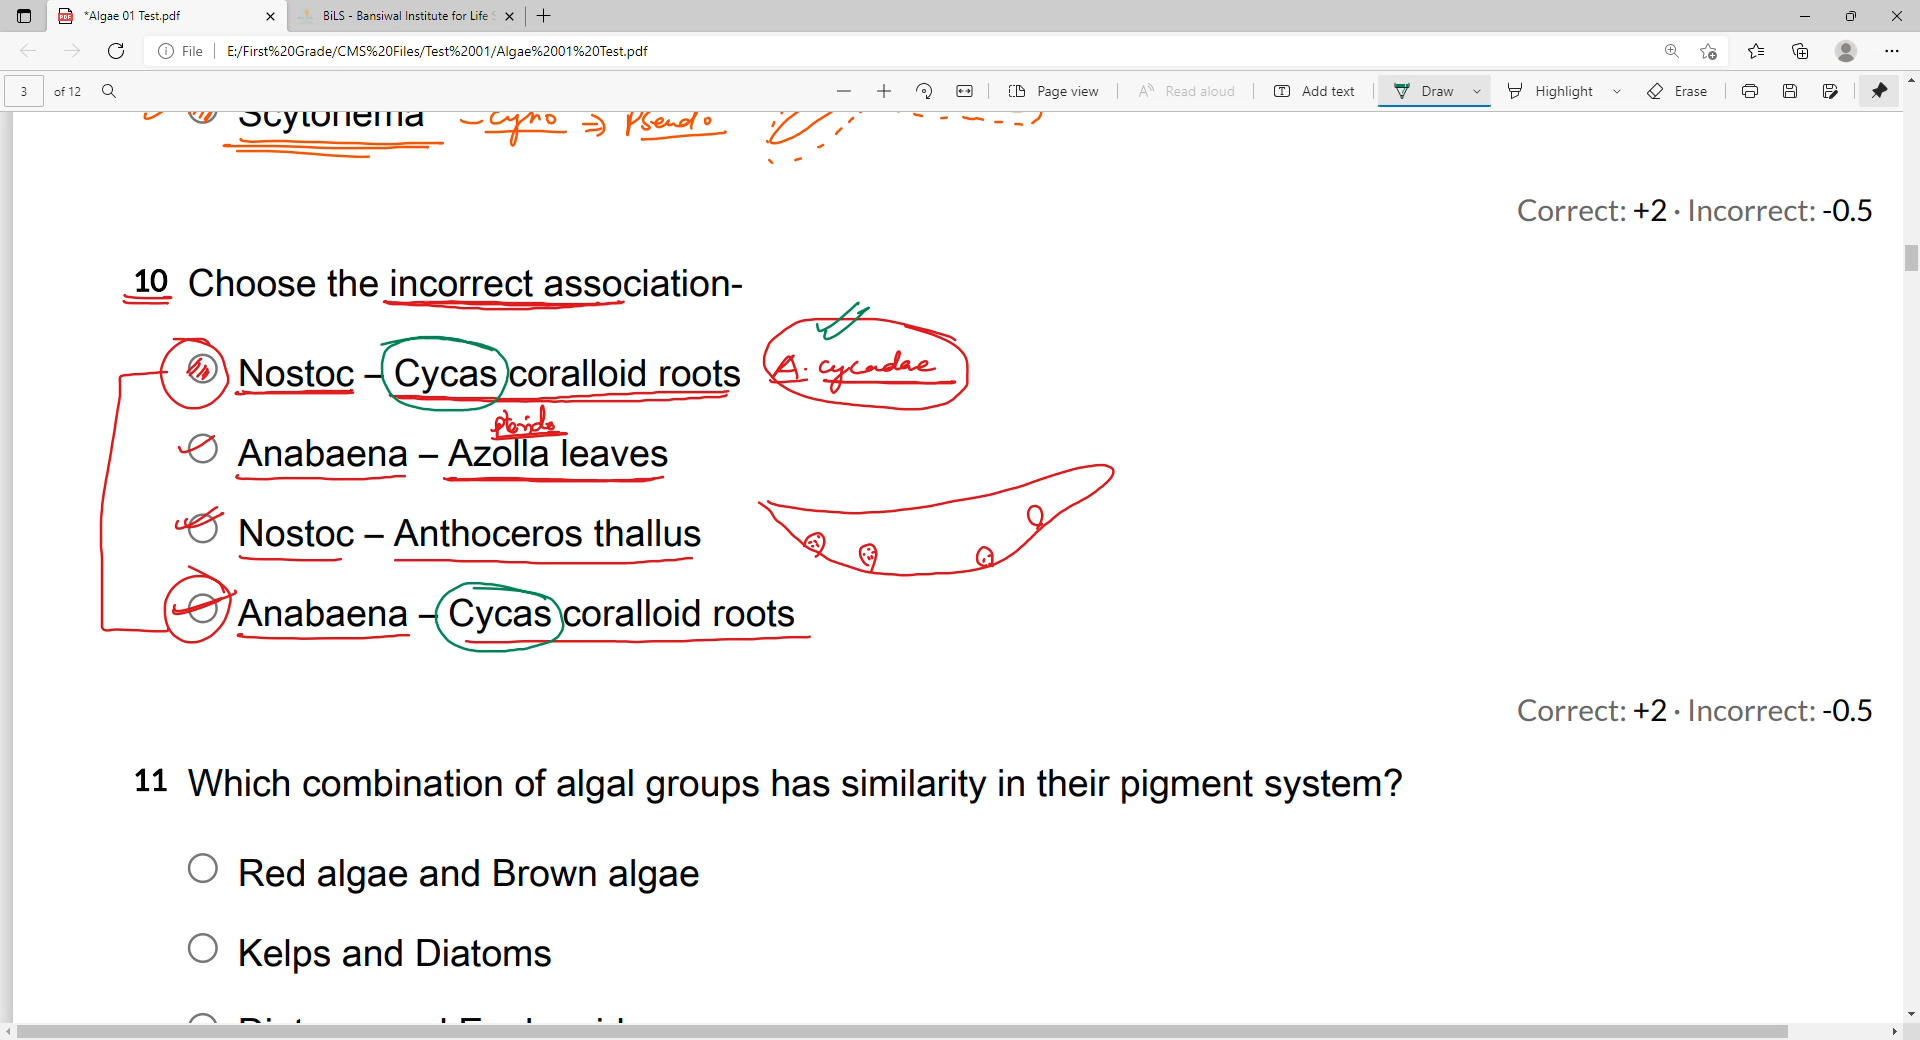 *Algae 01 Test.pdf
BiLS - Bansiwal Institute for Life S
File
E:/First%20Grade/CMS%20Files/Test%2001/Algae%2001%20Test.pdf
3 of 12
Page view
Read aloud
Add text
Draw
Highlight
Erase
Scytonema - cyno ⇒ Pseudo
Correct: +2 · Incorrect: -0.5
10 Choose the incorrect association-
Nostoc – Cycas coralloid roots A. cycadae
Anabaena – Azolla leaves
Nostoc – Anthoceros thallus
Anabaena – Cycas coralloid roots
Correct: +2 · Incorrect: -0.5
11 Which combination of algal groups has similarity in their pigment system?
Red algae and Brown algae
Kelps and Diatoms